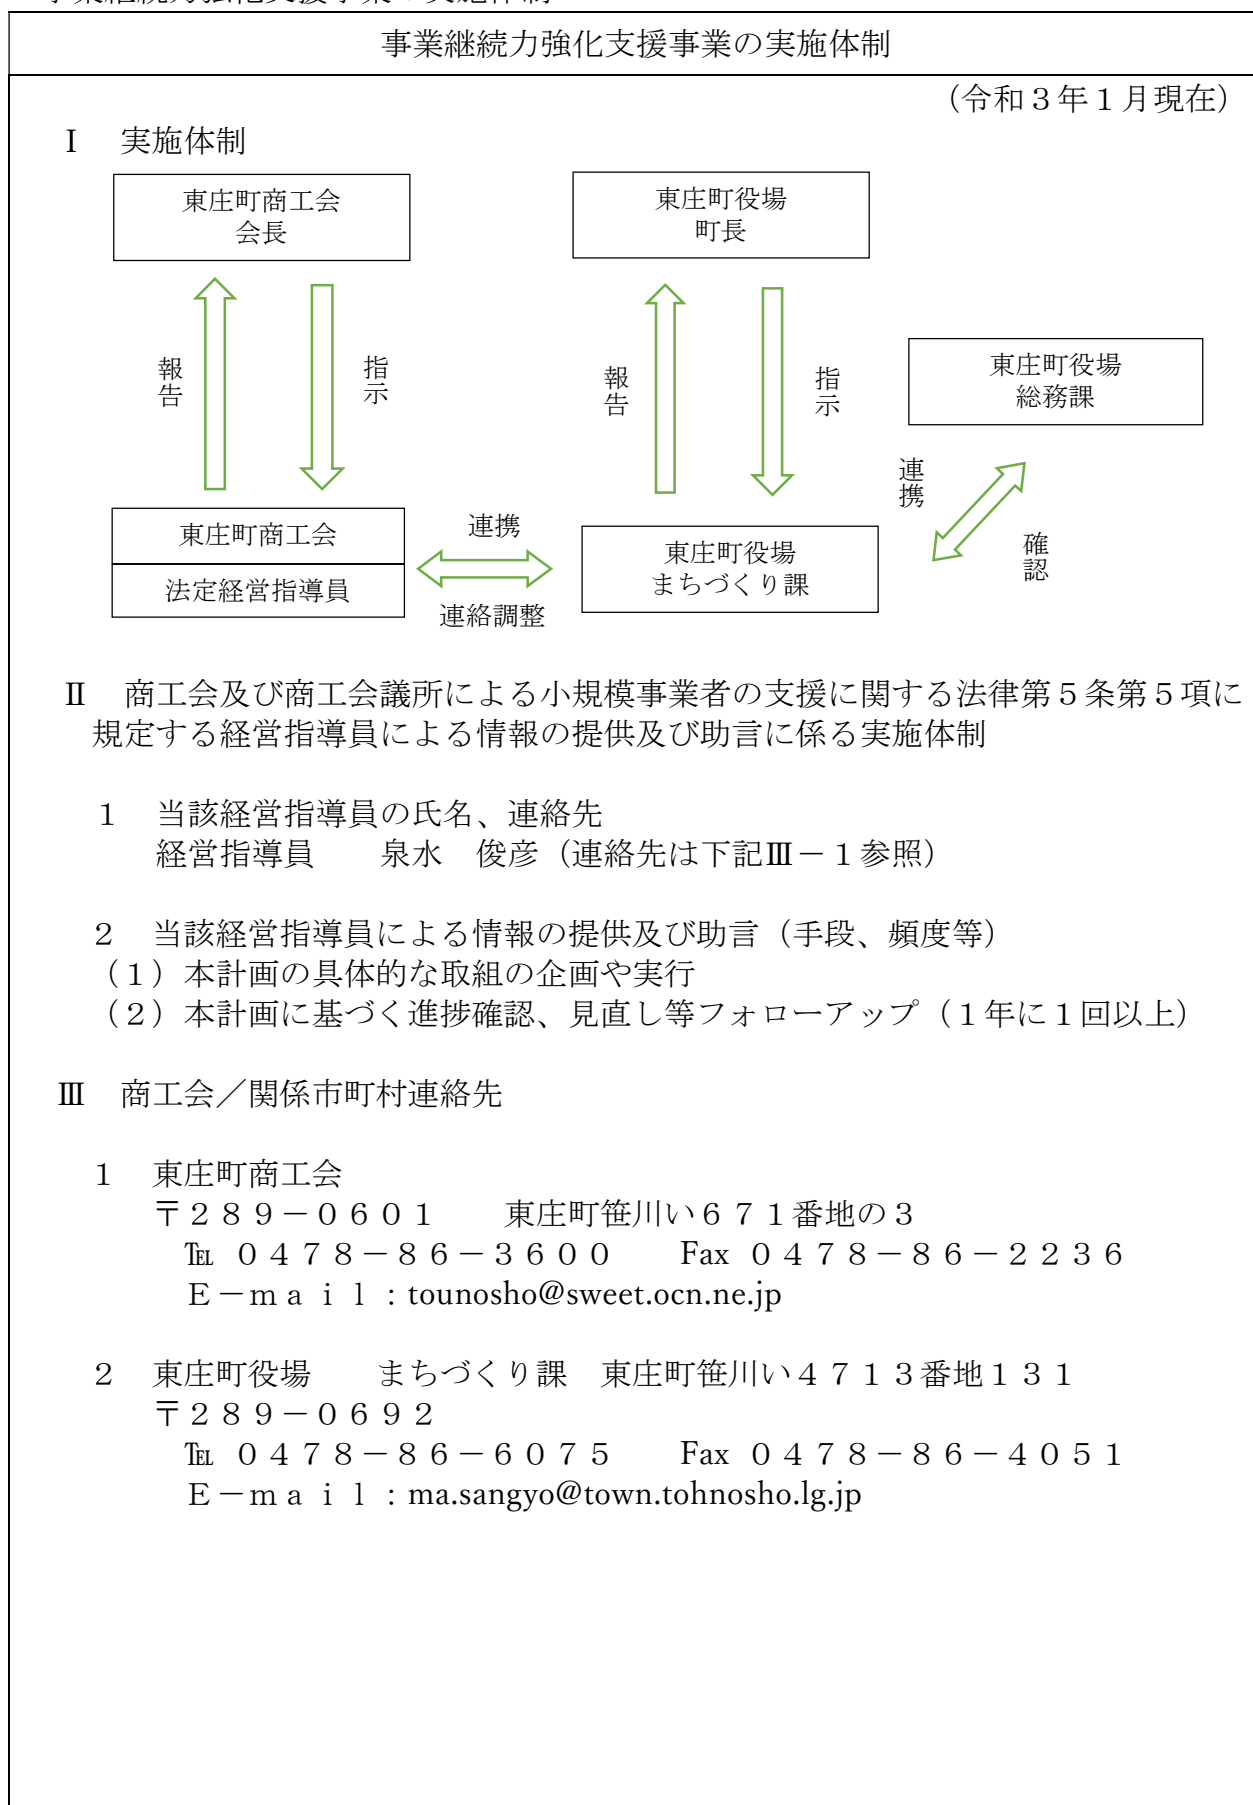 事業継続力強化支援事業の実施体制
事業継続力強化支援事業の実施体制
（令和３年１月現在）
Ⅰ　実施体制
東庄町商工会
会長
東庄町役場
町長
報告
指示
報告
指示
東庄町役場
総務課
連携
確認
東庄町商工会
法定経営指導員
連携
連絡調整
東庄町役場
まちづくり課
Ⅱ　商工会及び商工会議所による小規模事業者の支援に関する法律第５条第５項に
規定する経営指導員による情報の提供及び助言に係る実施体制
１　当該経営指導員の氏名、連絡先
経営指導員　　泉水　俊彦（連絡先は下記Ⅲ－１参照）
２　当該経営指導員による情報の提供及び助言（手段、頻度等）
（１）本計画の具体的な取組の企画や実行
（２）本計画に基づく進捗確認、見直し等フォローアップ（１年に１回以上）
Ⅲ　商工会／関係市町村連絡先
１　東庄町商工会
〒２８９－０６０１　　東庄町笹川い６７１番地の３
℡ ０４７８－８６－３６００　　Fax ０４７８－８６－２２３６
Ｅ－ｍａｉｌ：tounosho@sweet.ocn.ne.jp
２　東庄町役場　　まちづくり課　東庄町笹川い４７１３番地１３１
〒２８９－０６９２
℡ ０４７８－８６－６０７５　　Fax ０４７８－８６－４０５１
Ｅ－ｍａｉｌ：ma.sangyo@town.tohnosho.lg.jp